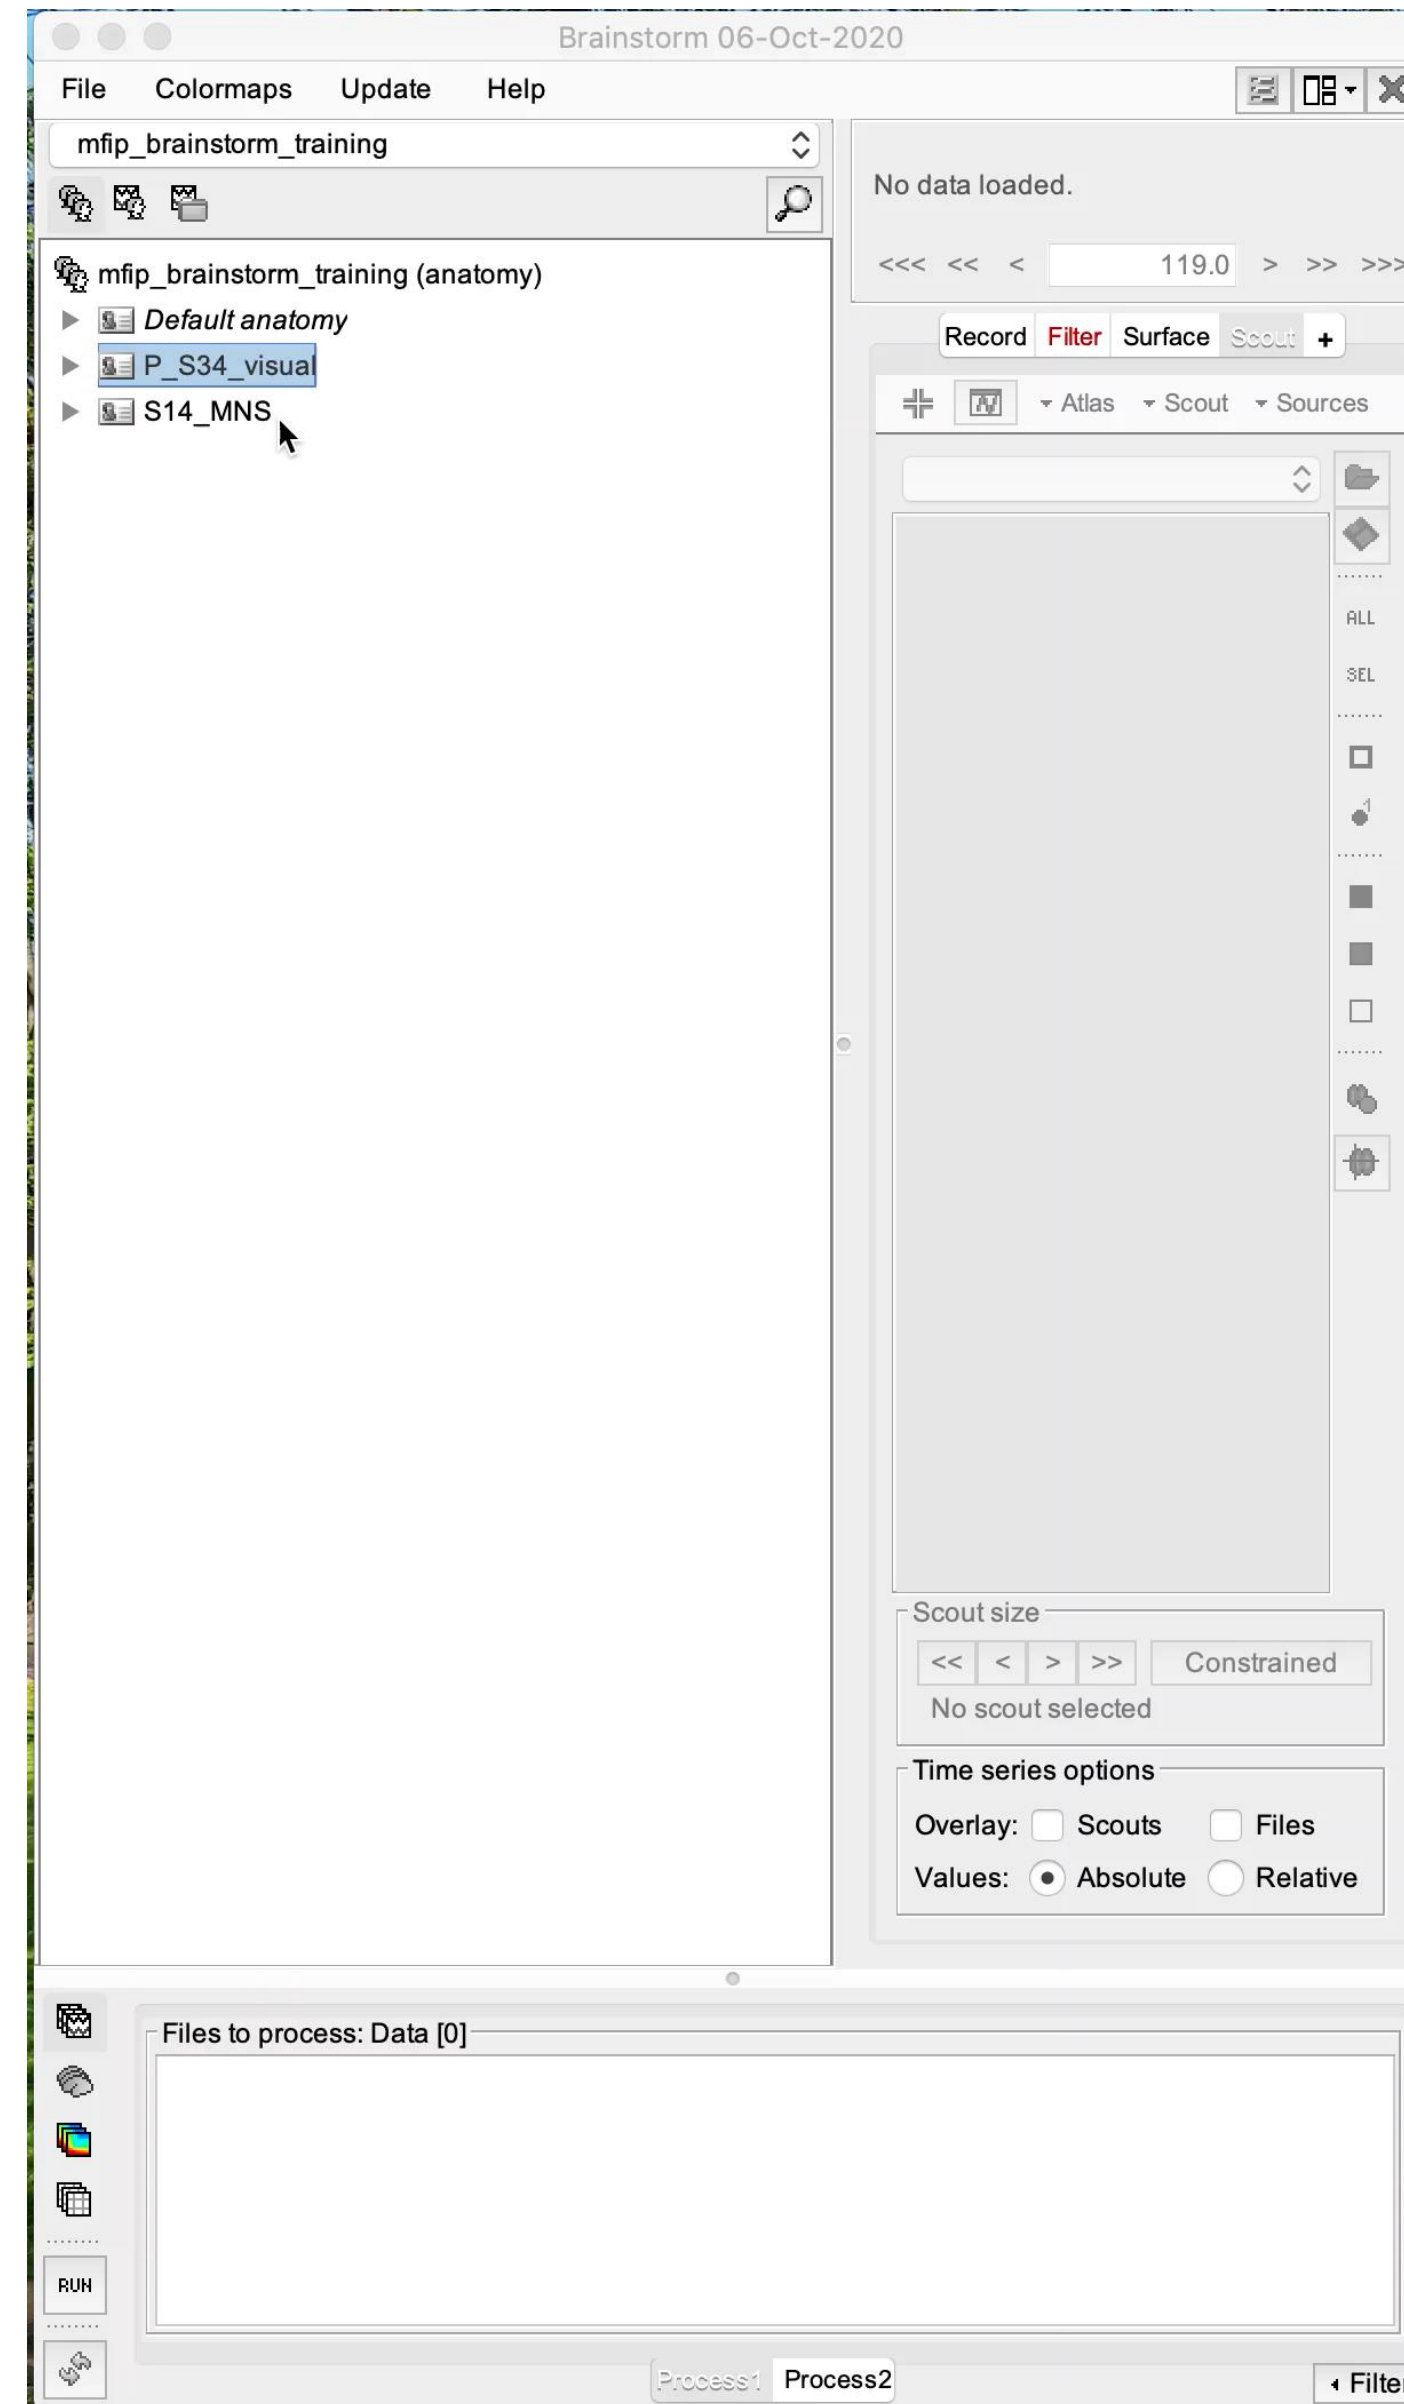 Brainstorm 06-Oct-2020
File Colormaps Update Help
mfip_brainstorm_training
No data loaded.
<<< << < 119.0 > >> >>>
mfip_brainstorm_training (anatomy)
Default anatomy
P_S34_visual
S14_MNS
Record Filter Surface Scout +
Atlas Scout Sources
ALL
SEL
Scout size
<< < > >> Constrained
No scout selected
Time series options
Overlay: Scouts Files
Values: Absolute Relative
Files to process: Data [0]
RUN
Process1 Process2
Filter